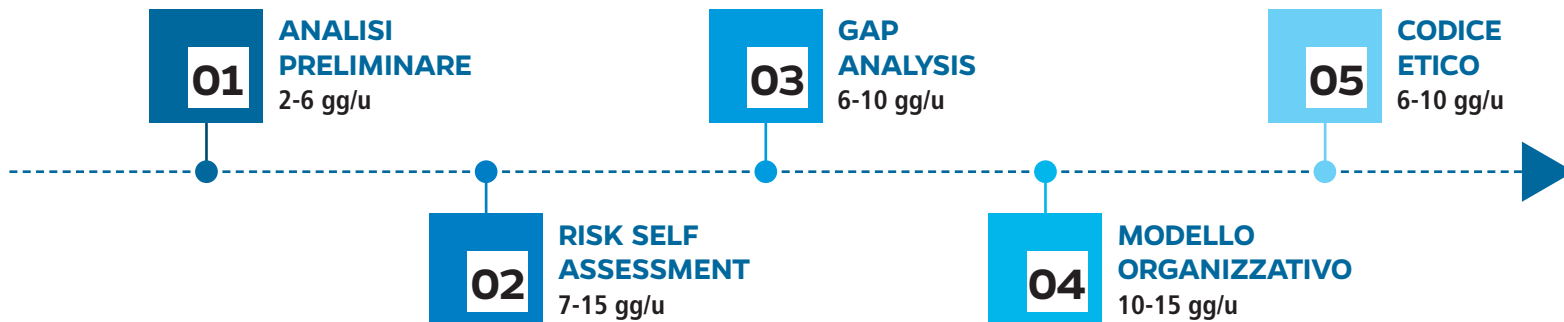 01
ANALISI
PRELIMINARE
2-6 gg/u
02
RISK SELF
ASSESSMENT
7-15 gg/u
03
GAP
ANALYSIS
6-10 gg/u
04
MODELLO
ORGANIZZATIVO
10-15 gg/u
05
CODICE
ETICO
6-10 gg/u